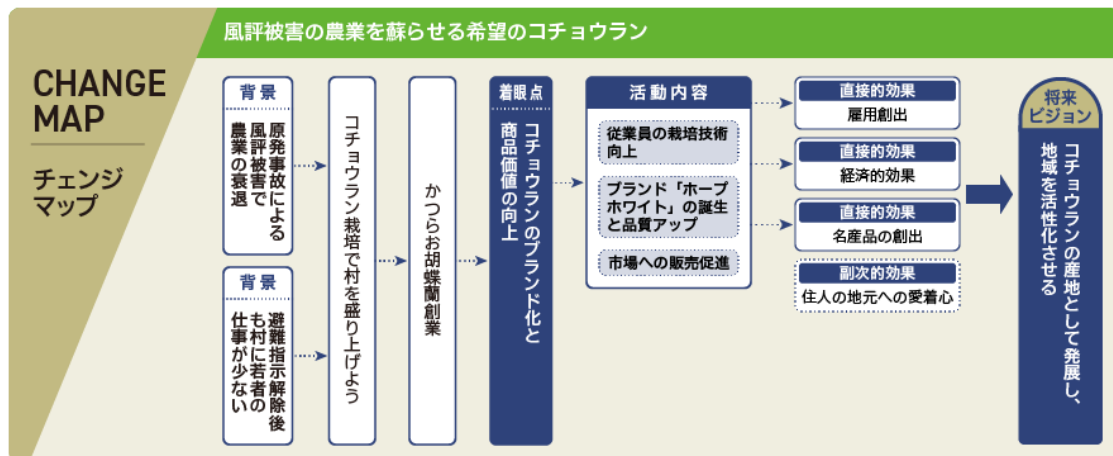 風評被害の農業を蘇らせる希望のコチョウラン
CHANGE
MAP
チェンジ
マップ
背景
原発事故による
風評被害で
農業の衰退
背景
避難指示解除後
も村に若者の
仕事が少ない
コチョウラン栽培で村を盛り上げよう
かつらお胡蝶蘭創業
着眼点
コチョウランのブランド化と
商品価値の向上
活動内容
従業員の栽培技術
向上
ブランド「ホープ
ホワイト」の誕生
と品質アップ
市場への販売促進
直接的効果
雇用創出
直接的効果
経済的効果
直接的効果
名産品の創出
副次的効果
住人の地元への愛着心
将来
ビジョン
コチョウランの産地として発展し、
地域を活性化させる